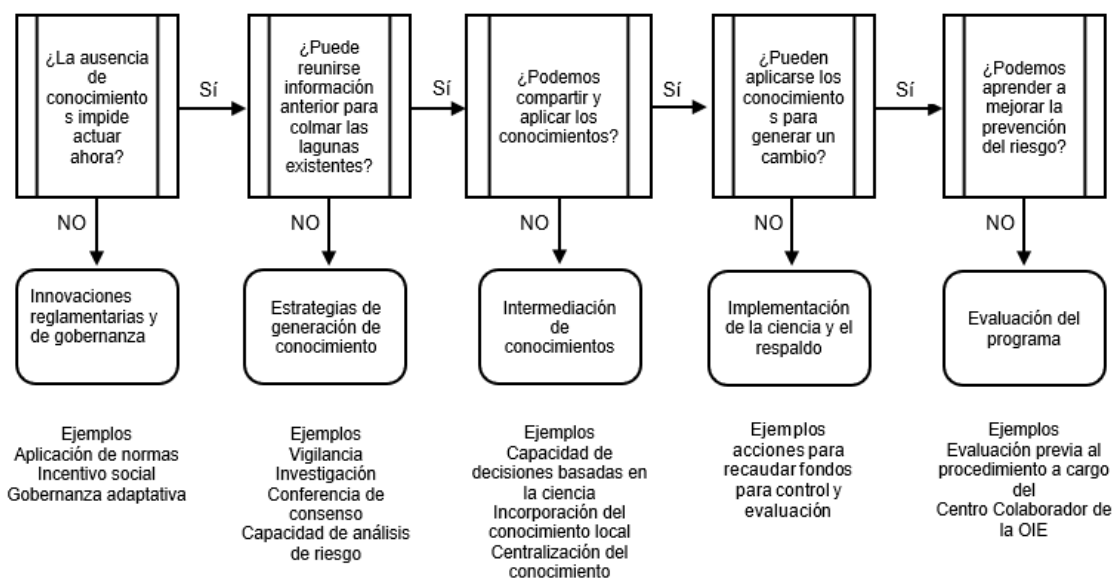 ¿La ausencia
de
conocimiento
s impide
actuar
ahora?
Sí
¿Puede
reunirse
información
anterior para
colmar las
lagunas
existentes?
Sí
¿Podemos
compartir y
aplicar los
conocimientos?
Sí
¿Pueden
aplicarse los
conocimiento
s para
generar un
cambio?
Sí
¿Podemos
aprender a
mejorar la
prevención
del riesgo?
NO
NO
NO
NO
NO
Innovaciones
reglamentarias y
de gobernanza
Estrategias de
generación de
conocimiento
Intermediación
de
conocimientos
Implementación
de la ciencia y el
respaldo
Evaluación del
programa
Ejemplos
Aplicación de normas
Incentivo social
Gobernanza adaptativa
Ejemplos
Vigilancia
Investigación
Conferencia de
consenso
Capacidad de análisis
de riesgo
Ejemplos
Capacidad de
decisiones basadas en
la ciencia
Incorporación del
conocimiento local
Centralización del
conocimiento
Ejemplos
acciones para
recaudar fondos
para control y
evaluación
Ejemplos
Evaluación previa al
procedimiento a cargo
del
Centro Colaborador de
la OIE